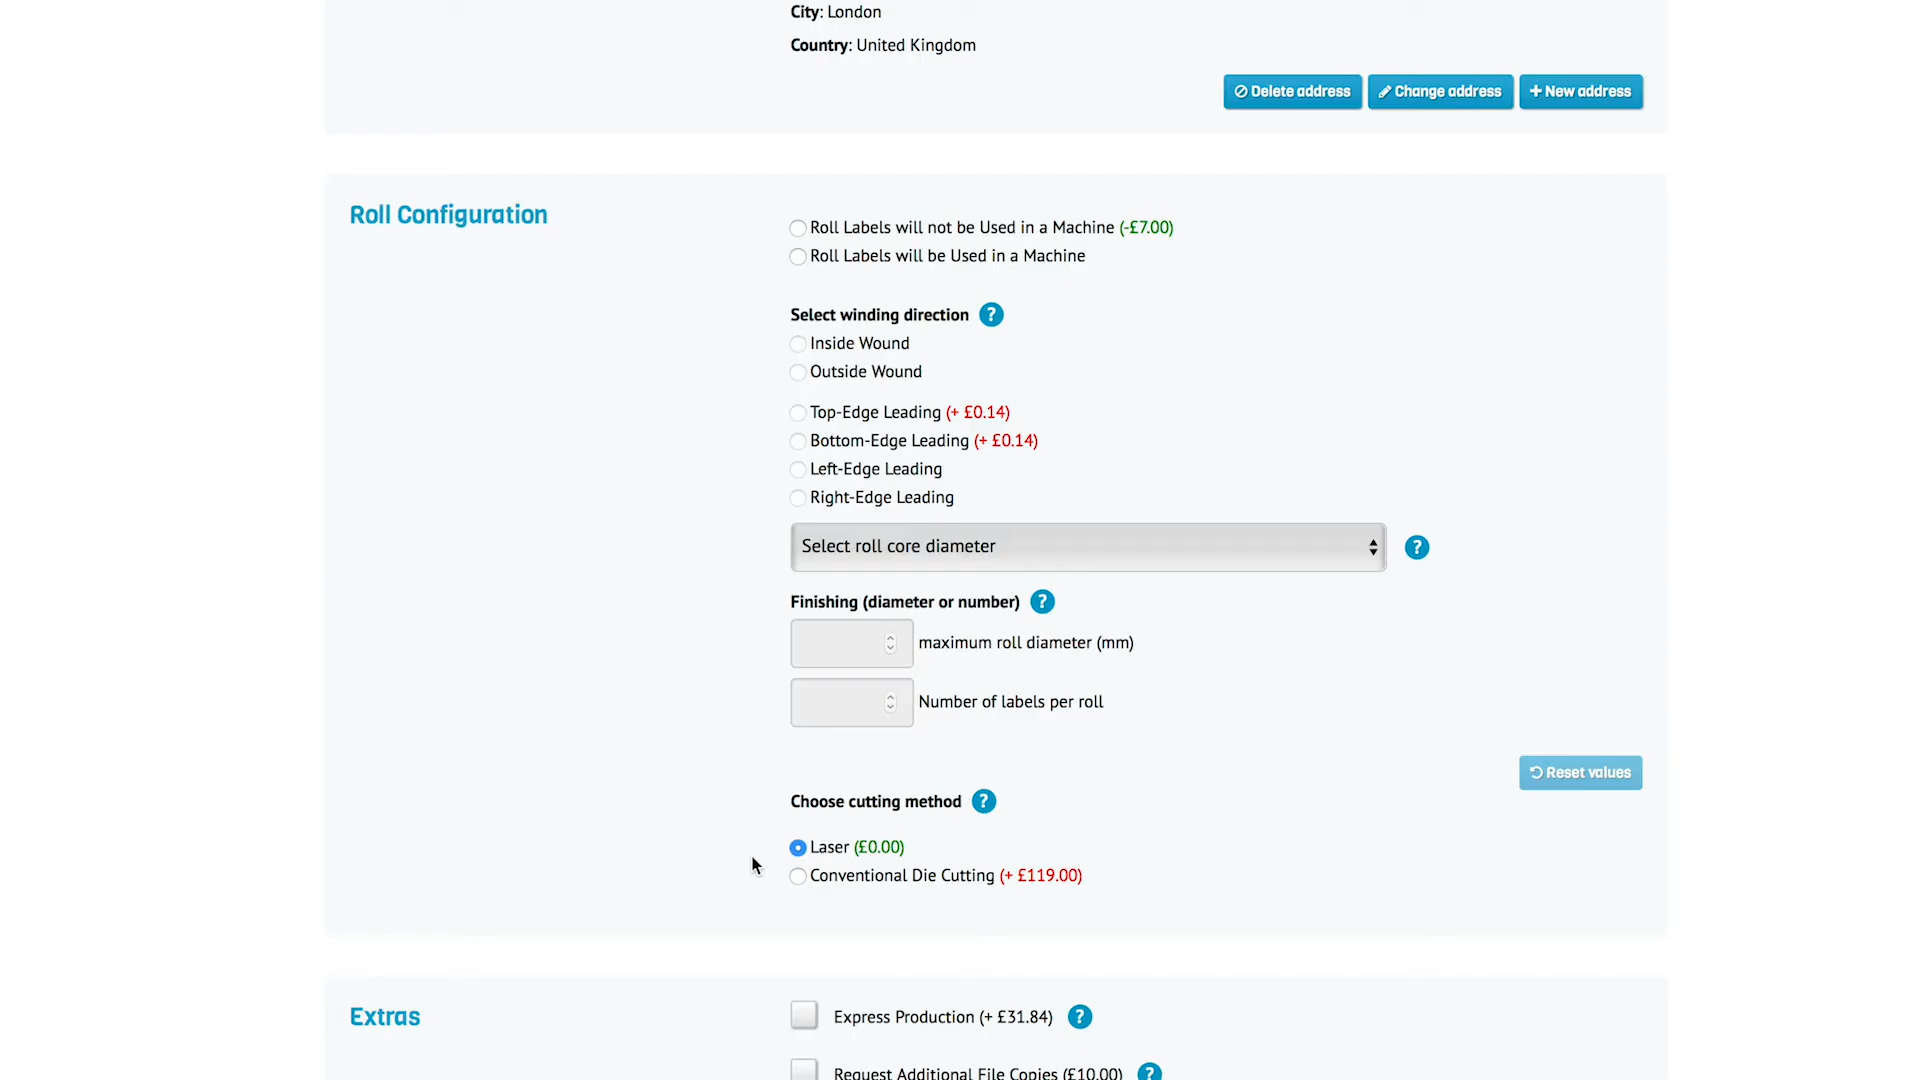 City: London
Country: United Kingdom
Delete address
Change address
New address
Roll Configuration
Roll Labels will not be Used in a Machine (-£7.00)
Roll Labels will be Used in a Machine
Select winding direction ?
Inside Wound
Outside Wound
Top-Edge Leading (+ £0.14)
Bottom-Edge Leading (+ £0.14)
Left-Edge Leading
Right-Edge Leading
Select roll core diameter ?
Finishing (diameter or number) ?
maximum roll diameter (mm)
Number of labels per roll
Reset values
Choose cutting method ?
Laser (£0.00)
Conventional Die Cutting (+ £119.00)
Extras
Express Production (+ £31.84) ?
Request Additional File Copies (£10.00) ?